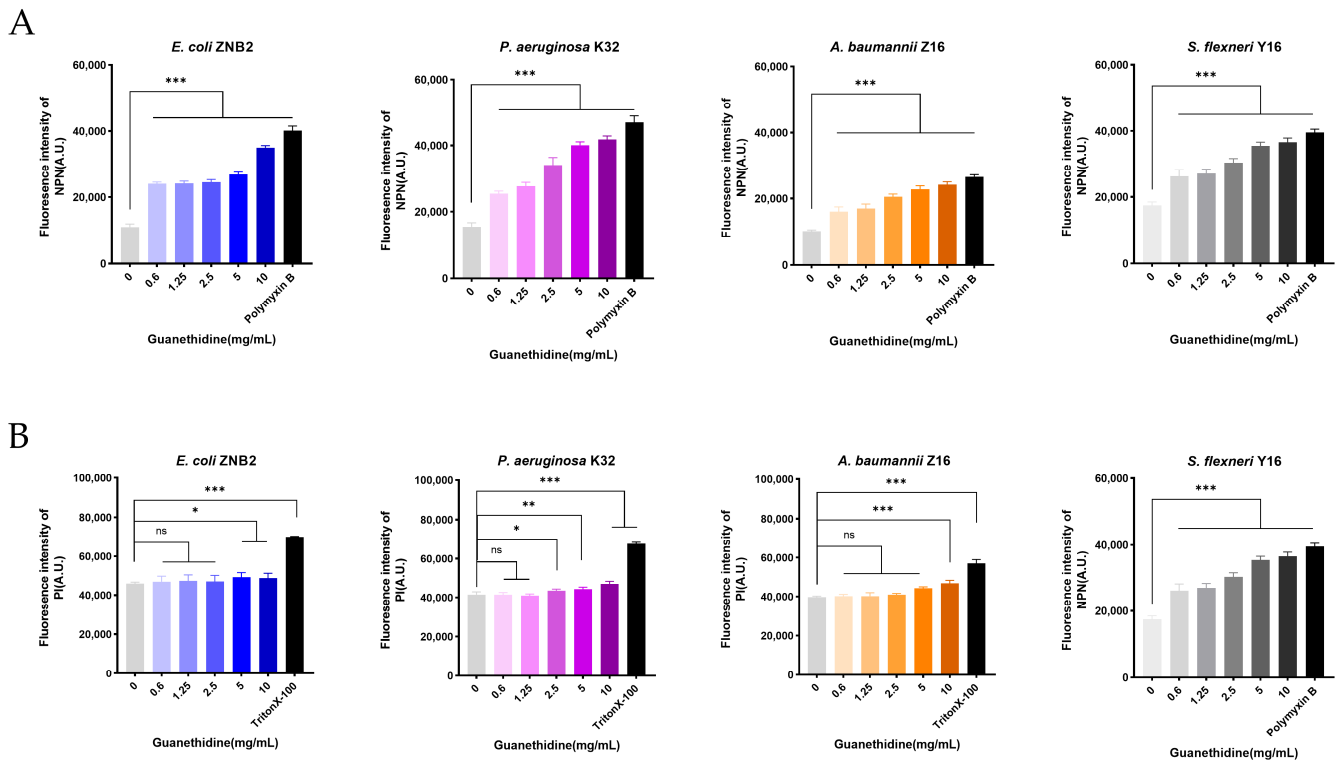 A
E. coli ZNB2
Fluoresence intensity of
NPN(A.U.)
60,000
40,000
20,000
0
***
0
0.6
1.25
2.5
5
10
Polymyxin B
Guanethidine(mg/mL)
P. aeruginosa K32
Fluoresence intensity of
NPN(A.U.)
60,000
40,000
20,000
0
***
0
0.6
1.25
2.5
5
10
Polymyxin B
Guanethidine(mg/mL)
A. baumannii Z16
Fluoresence intensity of
NPN(A.U.)
60,000
40,000
20,000
0
***
0
0.6
1.25
2.5
5
10
Polymyxin B
Guanethidine(mg/mL)
S. flexneri Y16
Fluoresence intensity of
NPN(A.U.)
60,000
40,000
20,000
0
***
0
0.6
1.25
2.5
5
10
Polymyxin B
Guanethidine(mg/mL)
B
E. coli ZNB2
Fluoresence intensity of
PI(A.U.)
100,000
80,000
60,000
40,000
20,000
0
***
*
ns
0
0.6
1.25
2.5
5
10
TritonX-100
Guanethidine(mg/mL)
P. aeruginosa K32
Fluoresence intensity of
PI(A.U.)
100,000
80,000
60,000
40,000
20,000
0
***
**
*
ns
0
0.6
1.25
2.5
5
10
TritonX-100
Guanethidine(mg/mL)
A. baumannii Z16
Fluoresence intensity of
PI(A.U.)
100,000
80,000
60,000
40,000
20,000
0
***
***
ns
0
0.6
1.25
2.5
5
10
TritonX-100
Guanethidine(mg/mL)
S. flexneri Y16
Fluoresence intensity of
NPN(A.U.)
60,000
40,000
20,000
0
***
0
0.6
1.25
2.5
5
10
Polymyxin B
Guanethidine(mg/mL)